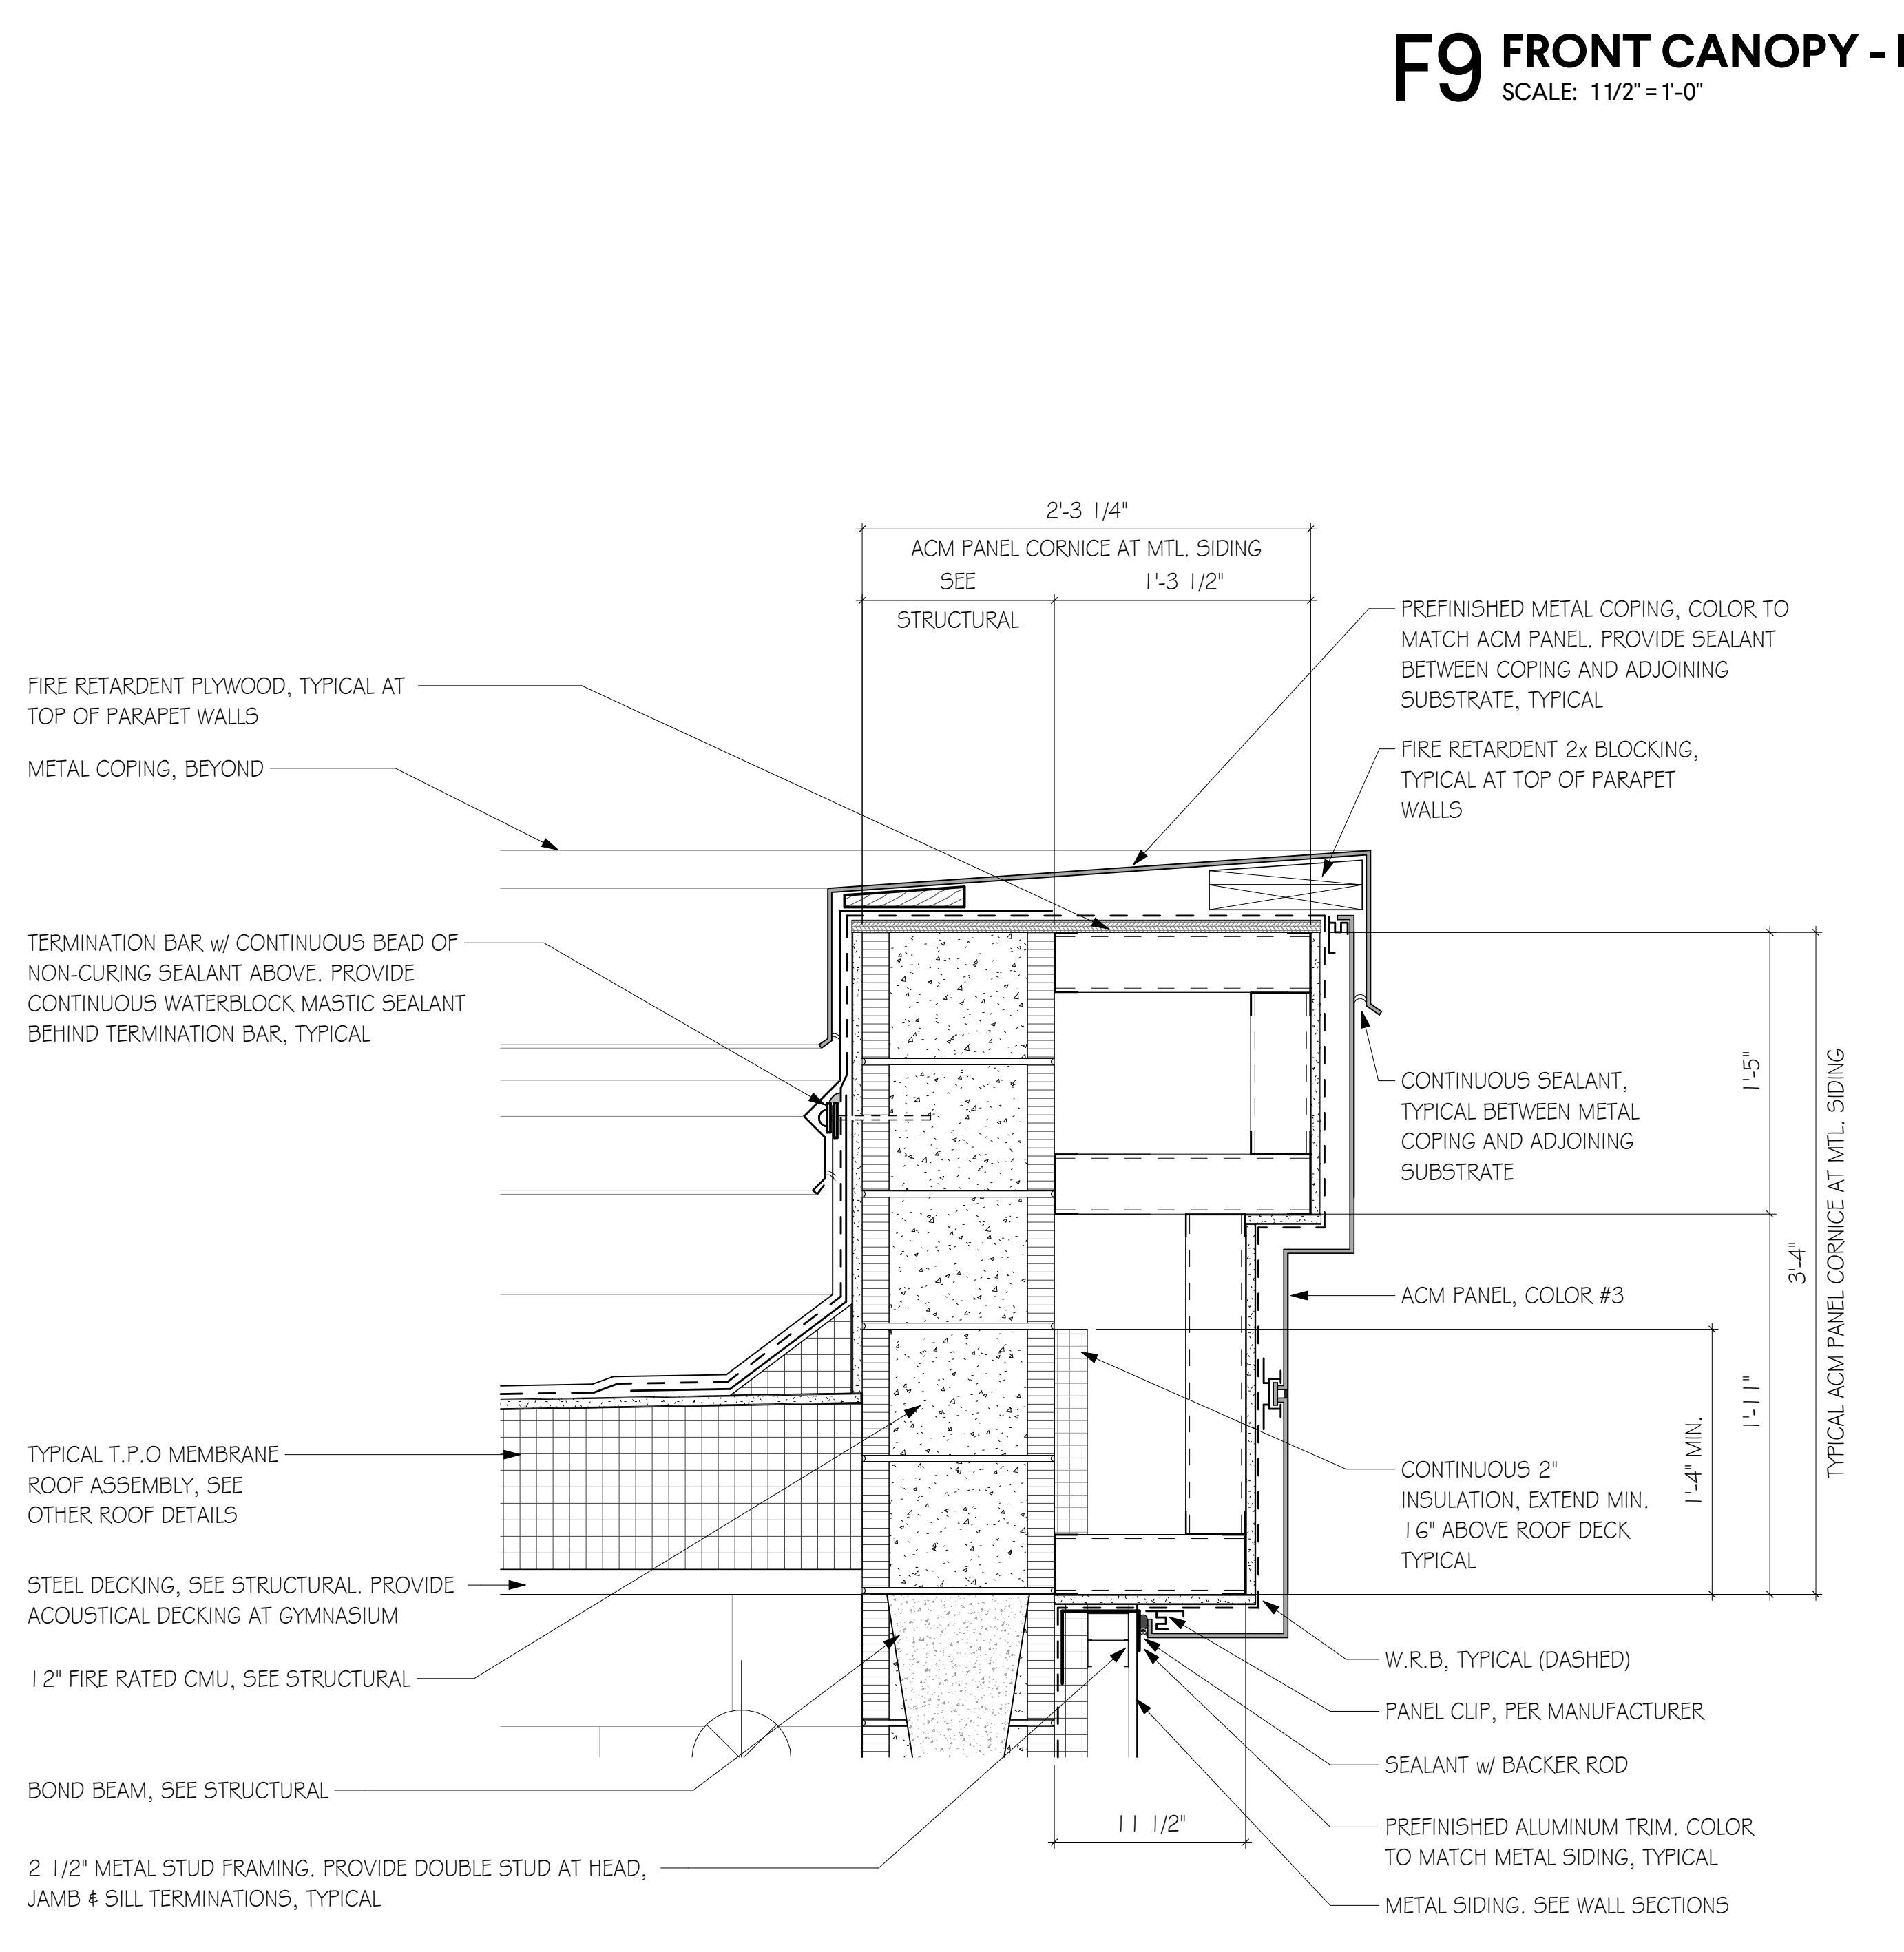 F9 FRONT CANOPY -
SCALE: 1 1/2" = 1'-0"
2'-3 1/4"
ACM PANEL CORNICE AT MTL. SIDING
SEE
STRUCTURAL
1'-3 1/2"
FIRE RETARDENT PLYWOOD, TYPICAL AT
TOP OF PARAPET WALLS
METAL COPING, BEYOND
TERMINATION BAR w/ CONTINUOUS BEAD OF
NON-CURING SEALANT ABOVE. PROVIDE
CONTINUOUS WATERBLOCK MASTIC SEALANT
BEHIND TERMINATION BAR, TYPICAL
TYPICAL T.P.O MEMBRANE
ROOF ASSEMBLY, SEE
OTHER ROOF DETAILS
STEEL DECKING, SEE STRUCTURAL. PROVIDE
ACOUSTICAL DECKING AT GYMNASIUM
12" FIRE RATED CMU, SEE STRUCTURAL
BOND BEAM, SEE STRUCTURAL
2 1/2" METAL STUD FRAMING. PROVIDE DOUBLE STUD AT HEAD,
JAMB & SILL TERMINATIONS, TYPICAL
PREFINISHED METAL COPING, COLOR TO
MATCH ACM PANEL. PROVIDE SEALANT
BETWEEN COPING AND ADJOINING
SUBSTRATE, TYPICAL
FIRE RETARDENT 2x BLOCKING,
TYPICAL AT TOP OF PARAPET
WALLS
CONTINUOUS SEALANT,
TYPICAL BETWEEN METAL
COPING AND ADJOINING
SUBSTRATE
ACM PANEL, COLOR #3
CONTINUOUS 2"
INSULATION, EXTEND MIN.
16" ABOVE ROOF DECK
TYPICAL
1'-4" MIN.
1'-5"
1'-11"
3'-4"
TYPICAL ACM PANEL CORNICE AT MTL. SIDING
W.R.B, TYPICAL (DASHED)
PANEL CLIP, PER MANUFACTURER
SEALANT w/ BACKER ROD
PREFINISHED ALUMINUM TRIM. COLOR
TO MATCH METAL SIDING, TYPICAL
METAL SIDING. SEE WALL SECTIONS
11 1/2"